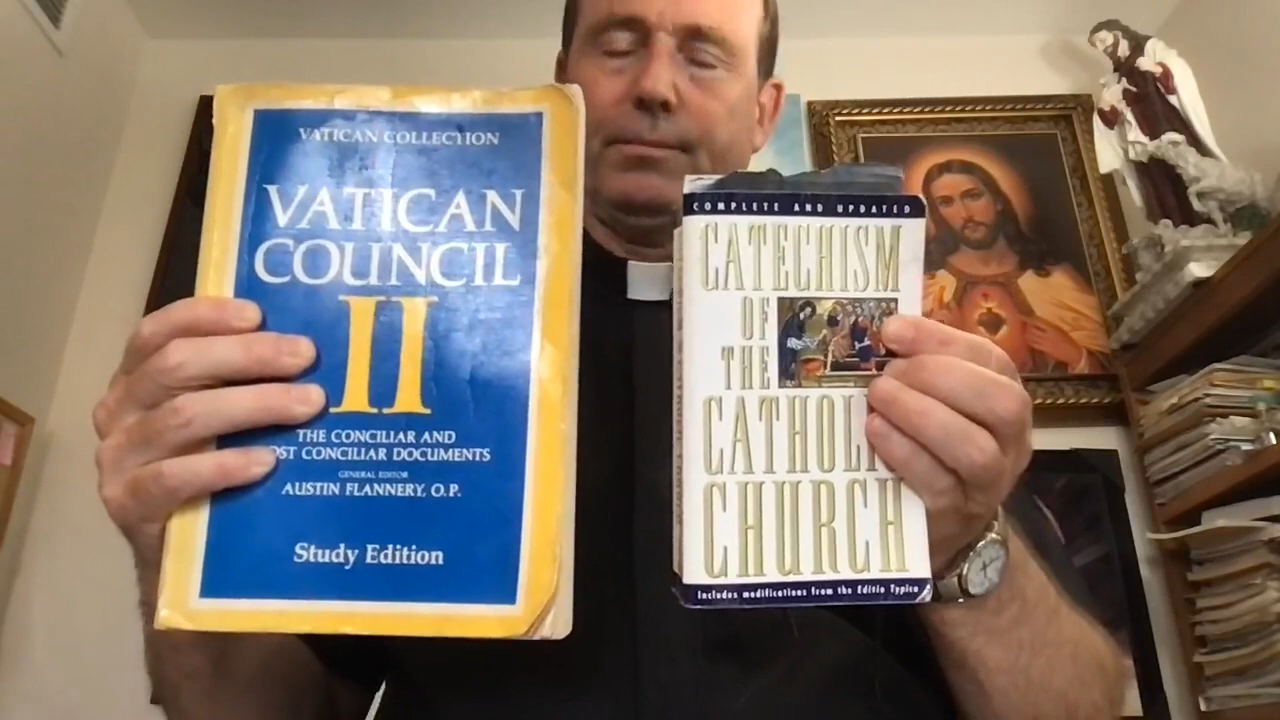 VATICAN COLLECTION
VATICAN
COUNCIL
II
THE CONCILIAR AND
OST CONCILIAR DOCUMENTS
GENERAL EDITOR
AUSTIN FLANNERY, O.P.
Study Edition
COMPLETE AND UPDATED
CATECHISM
OF
THE
CATHOLIC
CHURCH
Includes modifications from the Editio Typica